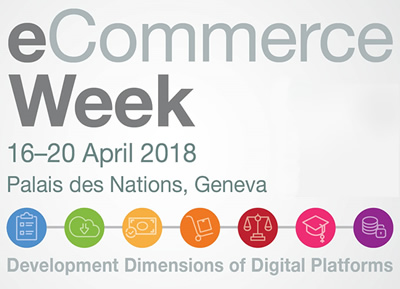 eCommerce
Week
16–20 April 2018
Palais des Nations, Geneva
Development Dimensions of Digital Platforms